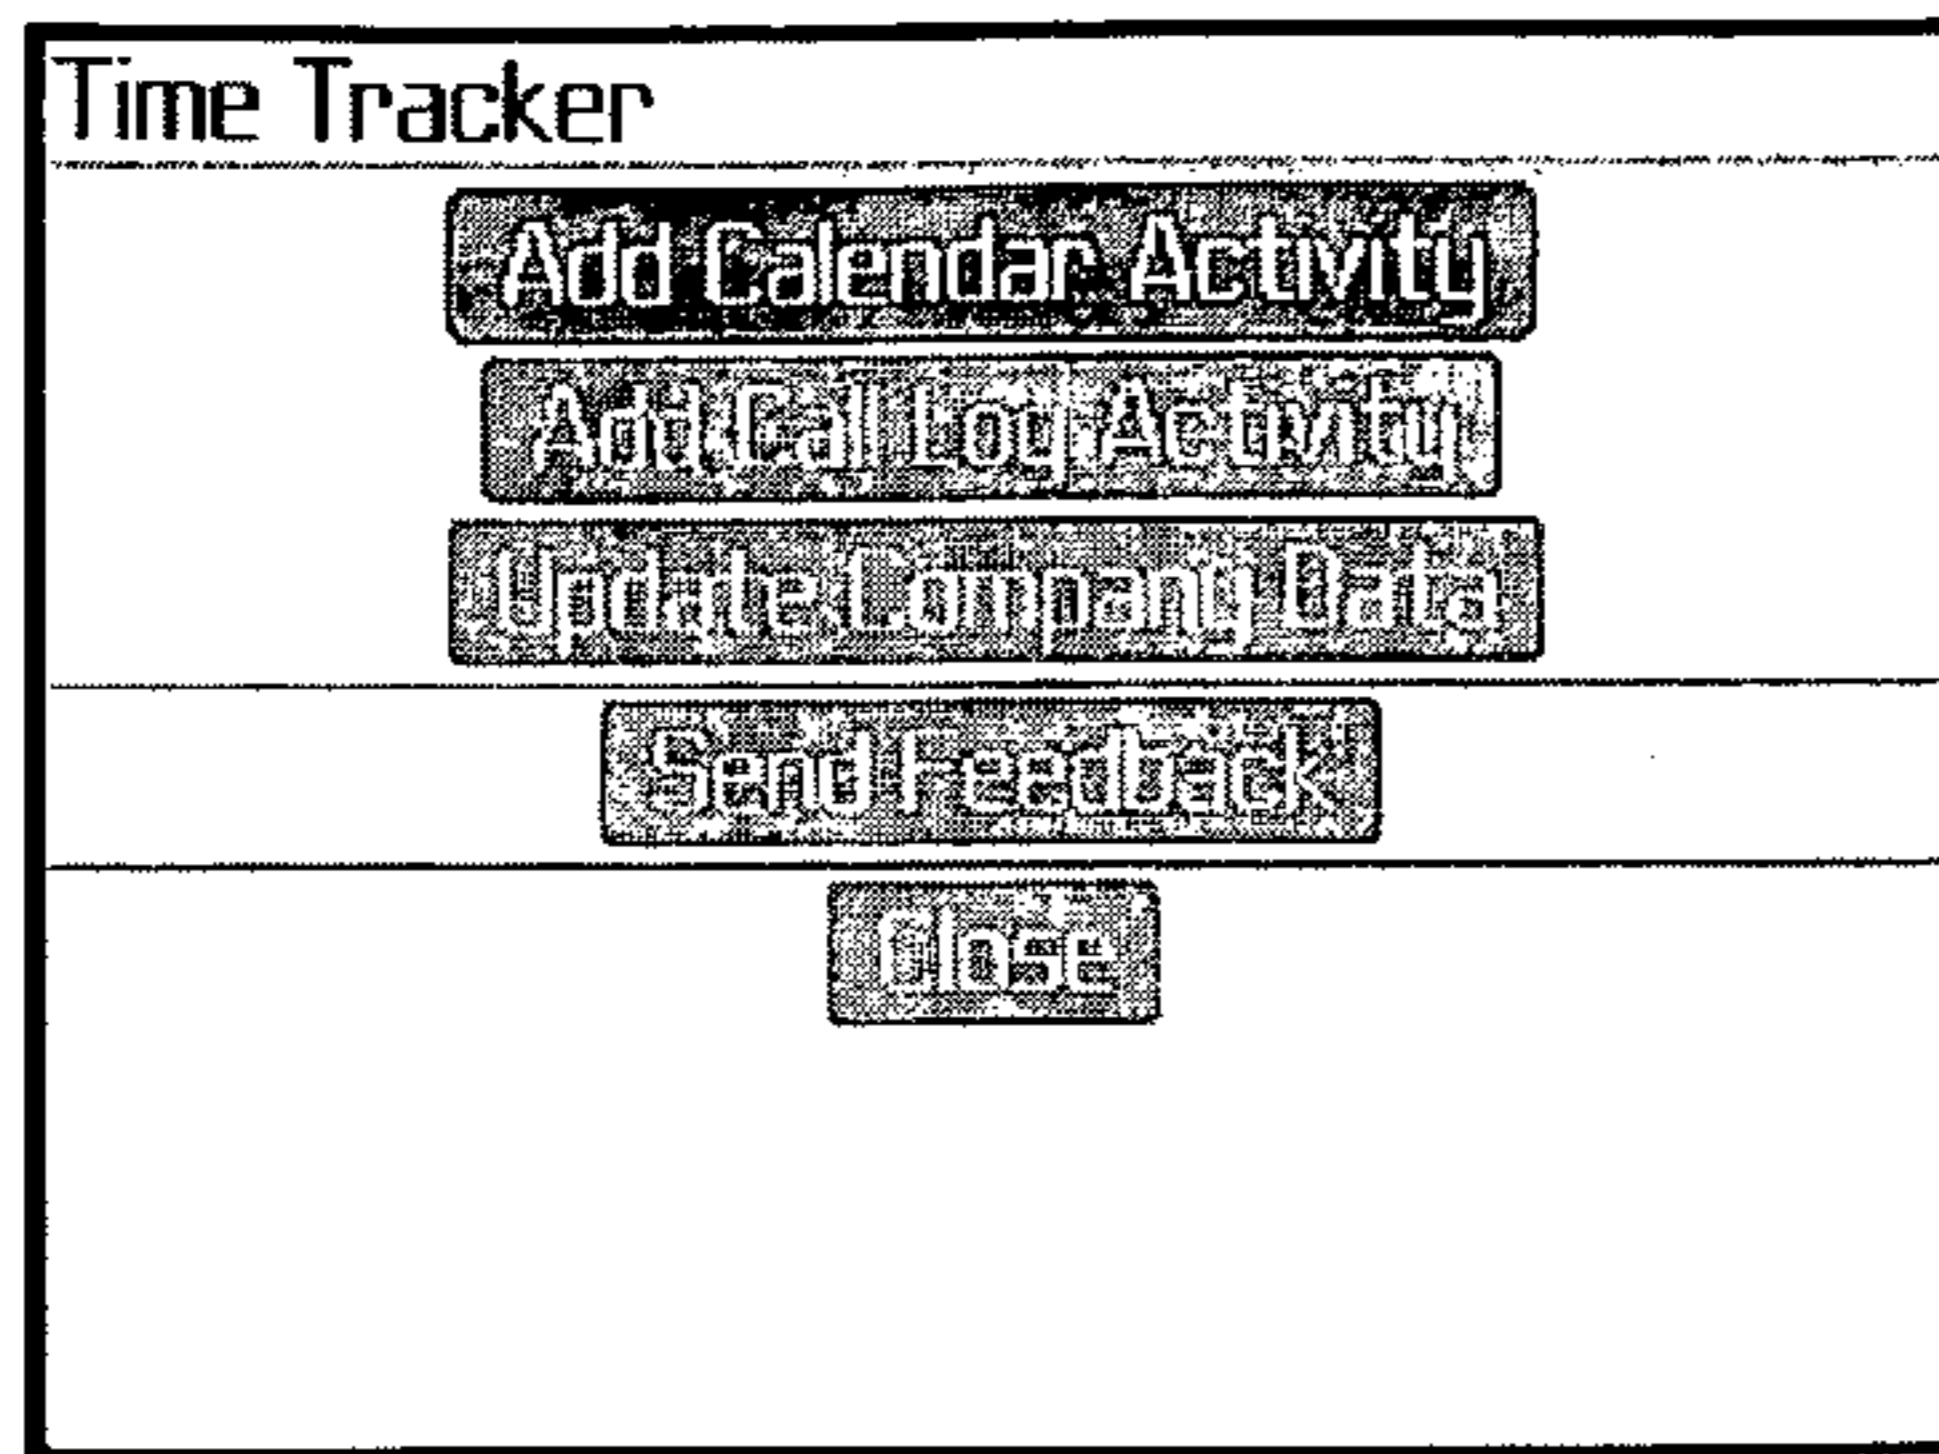 Time Tracker
Add Calendar Activity
Add Call Log Activity
Update Company Data
Send Feedback
Close